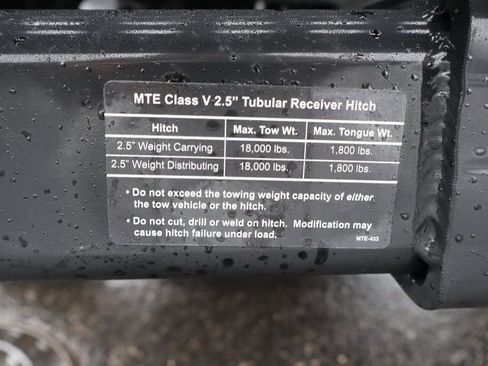 MTE Class V 2.5" Tubular Receiver Hitch
Hitch Max. Tow Wt. Max. Tongue Wt.
2.5" Weight Carrying 18,000 lbs. 1,800 lbs.
2.5" Weight Distributing 18,000 lbs. 1,800 lbs.
• Do not exceed the towing weight capacity of either
the tow vehicle or the hitch.
• Do not cut, drill or weld on hitch. Modification may
cause hitch failure under load.
MTE-433